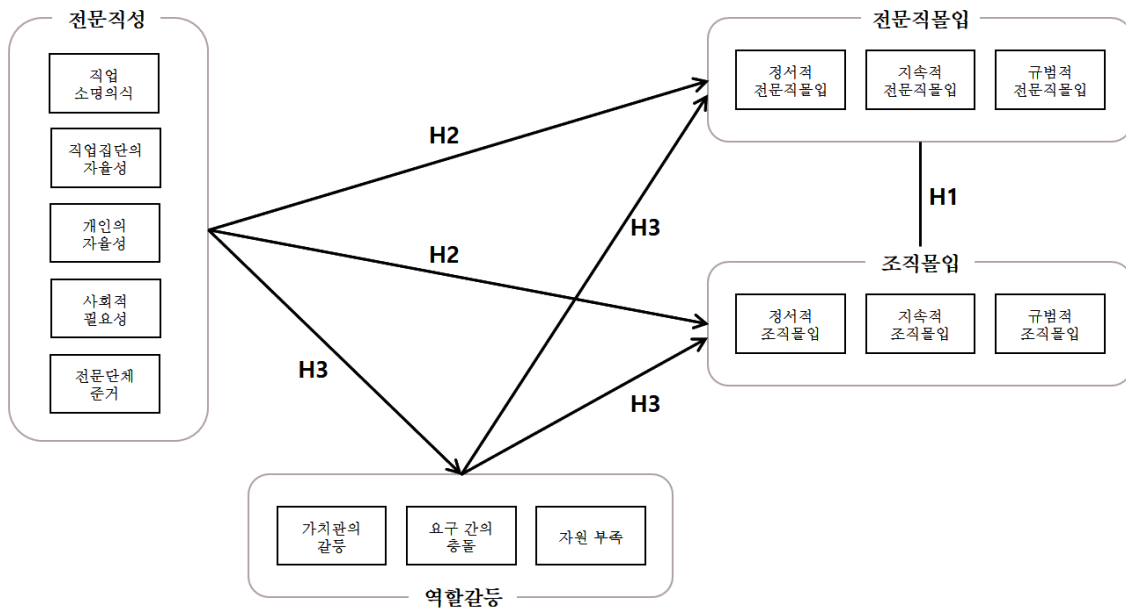 전문직성
직업
소명의식
직업집단의
자율성
개인의
자율성
사회적
필요성
전문단체
준거
전문직몰입
정서적
전문직몰입
지속적
전문직몰입
규범적
전문직몰입
H2
H3
H1
H2
조직몰입
정서적
조직몰입
지속적
조직몰입
규범적
조직몰입
H3
H3
가치관의
갈등
요구 간의
충돌
자원 부족
역할갈등